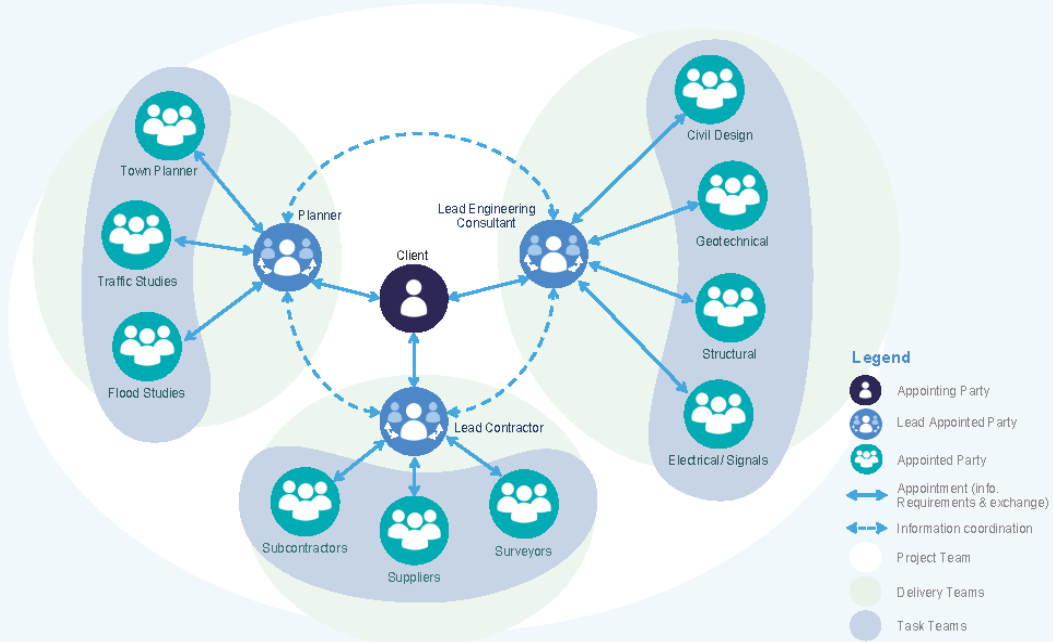 Civil Design
Town Planner
Planner
Lead Engineering
Consultant
Geotechnical
Client
Traffic Studies
Structural
Flood Studies
Lead Contractor
Electrical/ Signals
Subcontractors
Suppliers
Surveyors
Legend
Appointing Party
Lead Appointed Party
Appointed Party
Appointment (info.
Requirements & exchange)
Information coordination
Project Team
Delivery Teams
Task Teams